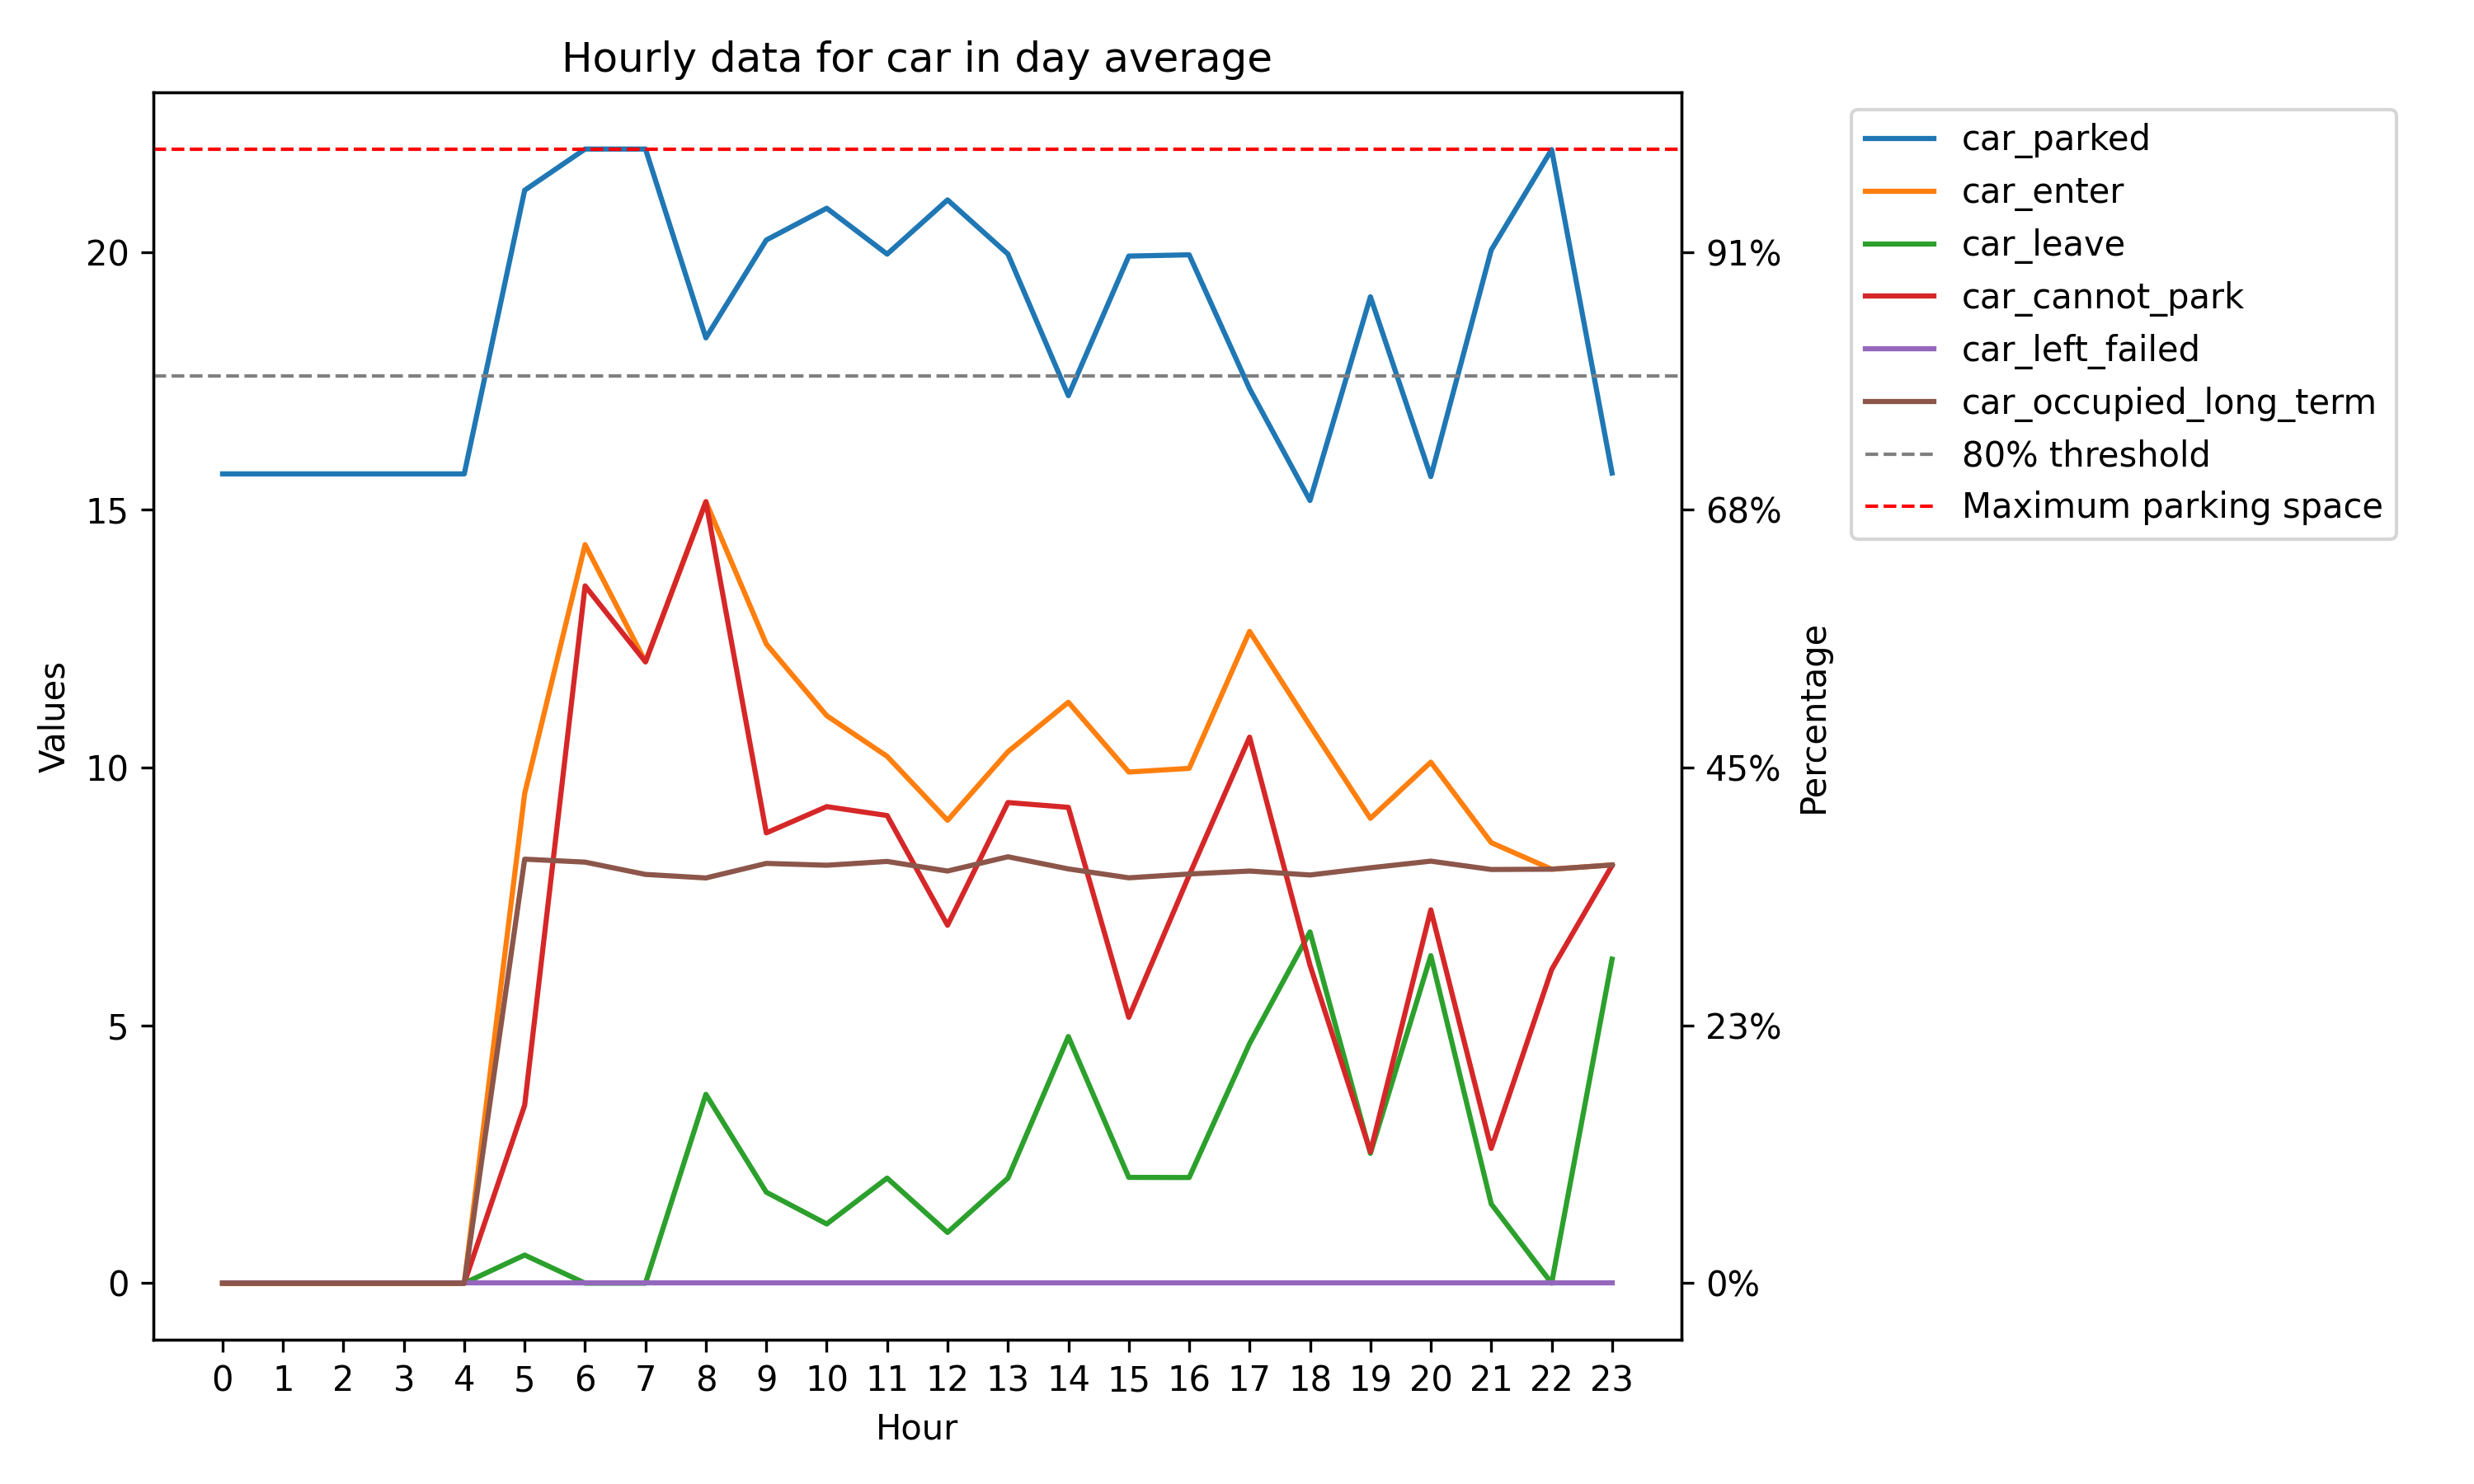 Hourly data for car in day average
car_parked
car_enter
car_leave
car_cannot_park
car_left_failed
car_occupied_long_term
80% threshold
Maximum parking space
Values
20
15
10
5
0
91%
68%
45%
23%
0%
Percentage
0 1 2 3 4 5 6 7 8 9 10 11 12 13 14 15 16 17 18 19 20 21 22 23
Hour